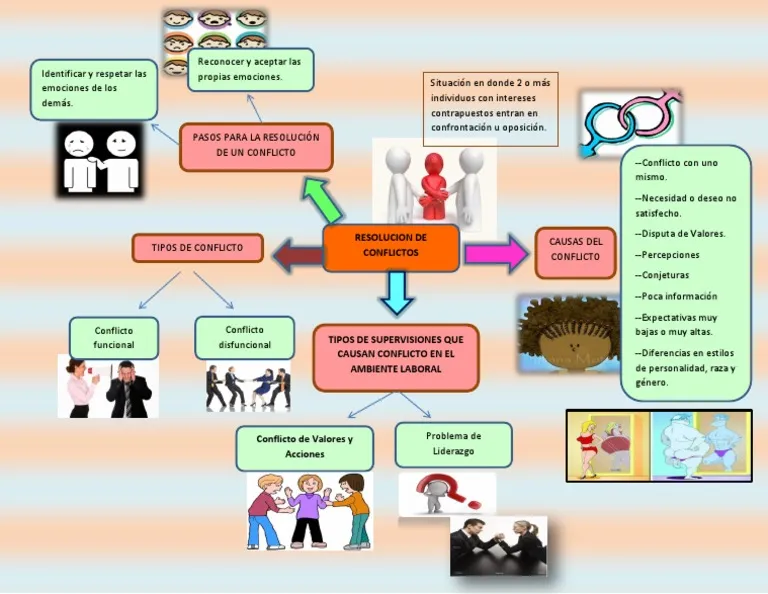 Reconocer y aceptar las
propias emociones.
Identificar y respetar las
emociones de los
demás.
PASOS PARA LA RESOLUCIÓN
DE UN CONFLICTO
Situación en donde 2 o más
individuos con intereses
contrapuestos entran en
confrontación u oposición.
RESOLUCION DE
CONFLICTOS
CAUSAS DEL
CONFLICTO
--Conflicto con uno
mismo.
--Necesidad o deseo no
satisfecho.
--Disputa de Valores.
--Percepciones
--Conjeturas
--Poca información
--Expectativas muy
bajas o muy altas.
--Diferencias en estilos
de personalidad, raza y
género.
TIPOS DE CONFLICTO
Conflicto
funcional
Conflicto
disfuncional
TIPOS DE SUPERVISIONES QUE
CAUSAN CONFLICTO EN EL
AMBIENTE LABORAL
Conflicto de Valores y
Acciones
Problema de
Liderazgo